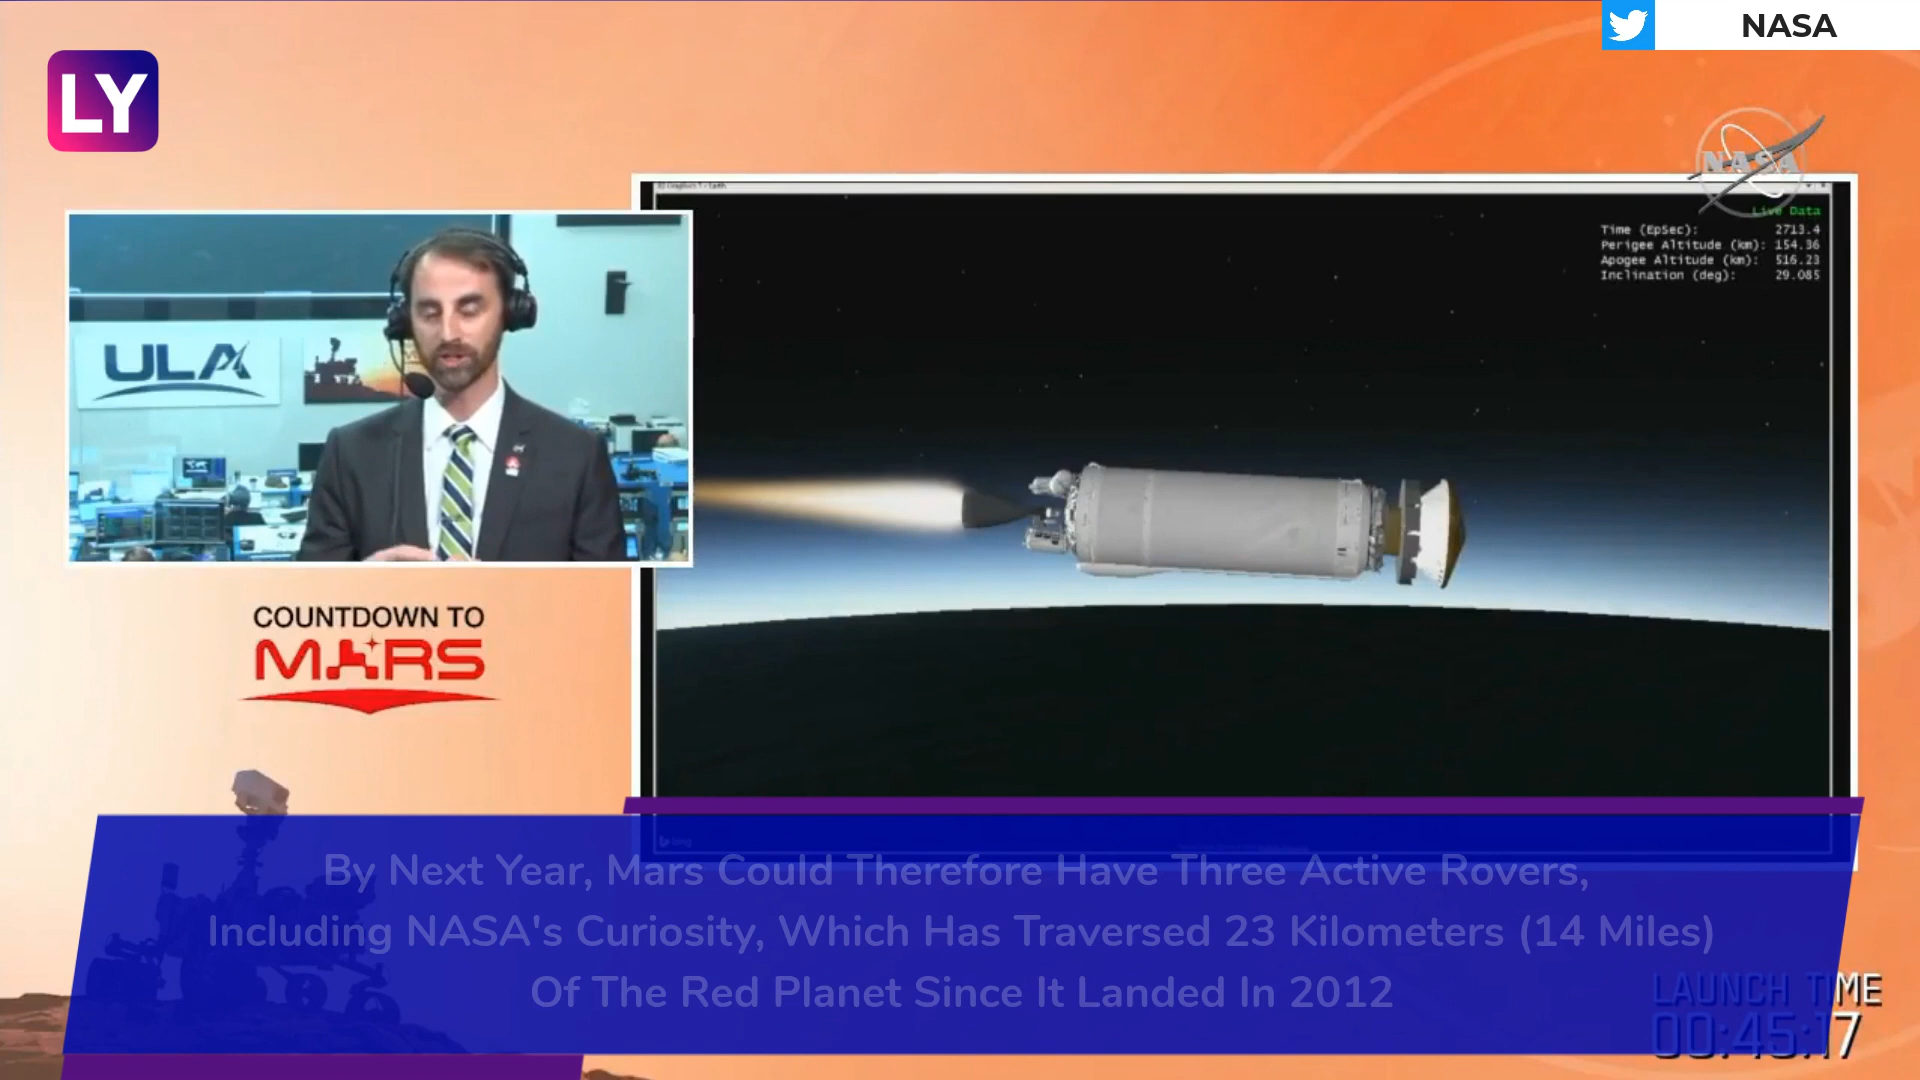 NASA
LY
NASA
Live Data
Time (EpSec): 2713.4
Perigee Altitude (km): 154.36
Apogee Altitude (km): 516.23
Inclination (deg): 29.085
ULA
COUNTDOWN TO
MARS
bing
By Next Year, Mars Could Therefore Have Three Active Rovers,
Including NASA's Curiosity, Which Has Traversed 23 Kilometers (14 Miles)
Of The Red Planet Since It Landed In 2012
LAUNCH TIME
00:45:17